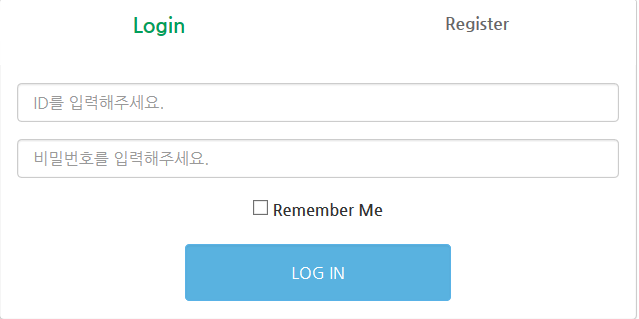 Login Register
ID를 입력해주세요.
비밀번호를 입력해주세요.
Remember Me
LOG IN